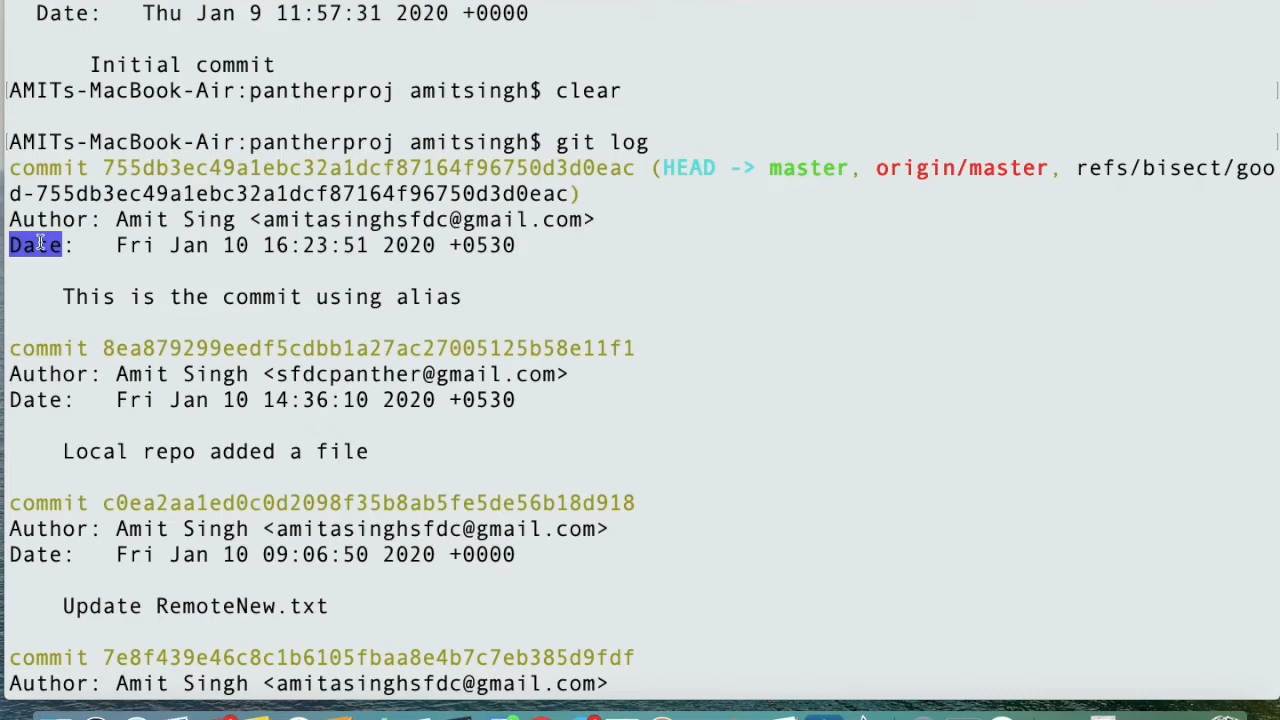 Date:   Thu Jan 9 11:57:31 2020 +0000
Initial commit
AMITs-MacBook-Air:pantherproj amitsingh$ clear
AMITs-MacBook-Air:pantherproj amitsingh$ git log
commit 755db3ec49a1ebc32a1dcf87164f96750d3d0eac (HEAD -> master, origin/master, refs/bisect/goo
d-755db3ec49a1ebc32a1dcf87164f96750d3d0eac)
Author: Amit Sing <amitasinghsfdc@gmail.com>
Date:   Fri Jan 10 16:23:51 2020 +0530
This is the commit using alias
commit 8ea879299eedf5cdbb1a27ac27005125b58e11f1
Author: Amit Singh <sfdcpanther@gmail.com>
Date:   Fri Jan 10 14:36:10 2020 +0530
Local repo added a file
commit c0ea2aa1ed0c0d2098f35b8ab5fe5de56b18d918
Author: Amit Singh <amitasinghsfdc@gmail.com>
Date:   Fri Jan 10 09:06:50 2020 +0000
Update RemoteNew.txt
commit 7e8f439e46c8c1b6105fbaa8e4b7c7eb385d9fdf
Author: Amit Singh <amitasinghsfdc@gmail.com>